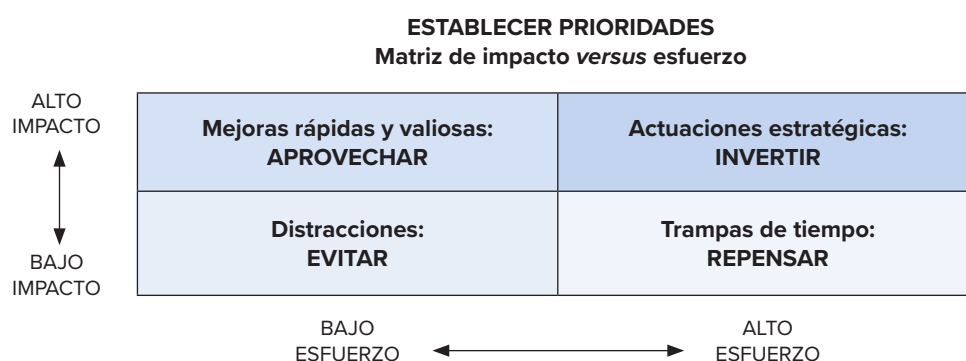 ESTABLECER PRIORIDADES
Matriz de impacto versus esfuerzo
ALTO
IMPACTO
Mejoras rápidas y valiosas:
APROVECHAR
Actuaciones estratégicas:
INVERTIR
BAJO
IMPACTO
Distracciones:
EVITAR
Trampas de tiempo:
REPENSAR
BAJO
ESFUERZO
ALTO
ESFUERZO